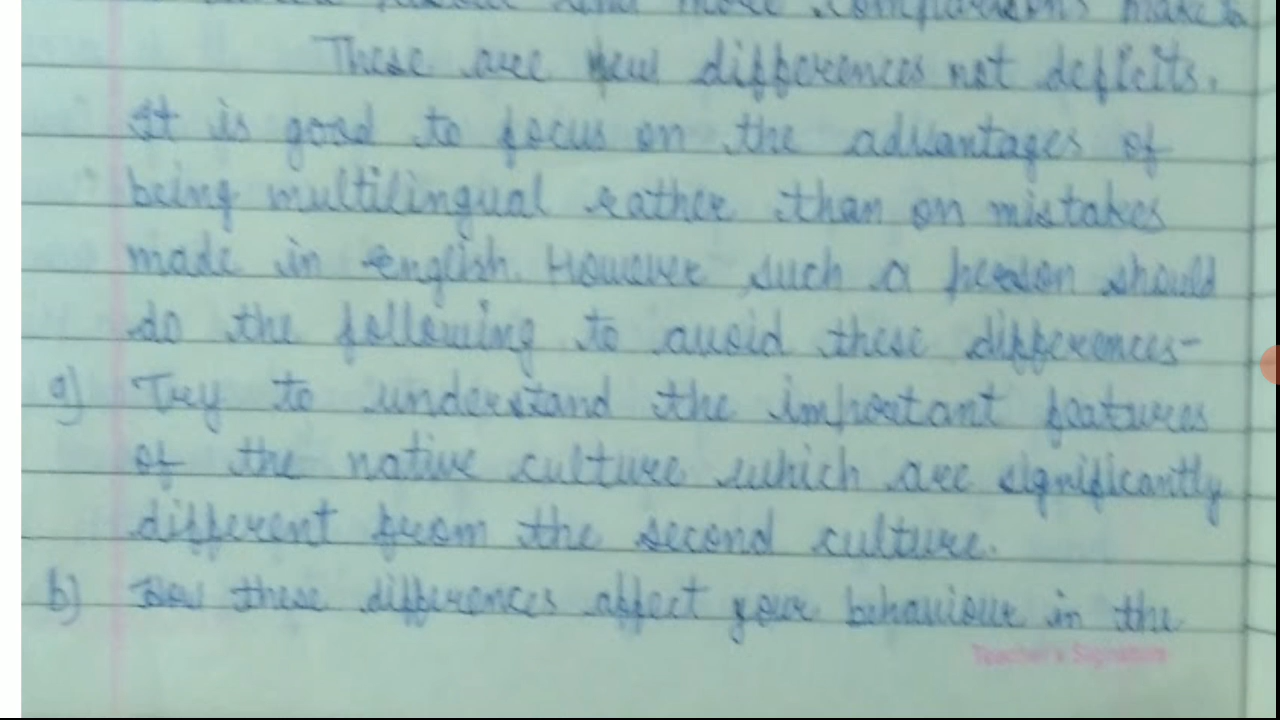 These are differences not deficits.
It is good to focus on the advantages of
being multilingual rather than on mistakes
made in english. However such a person should
do the following to avoid these differences-
a) Try to understand the important features
of the native culture which are significantly
different from the second culture.
b) these differences affect your behaviour in the
Teacher's Signature